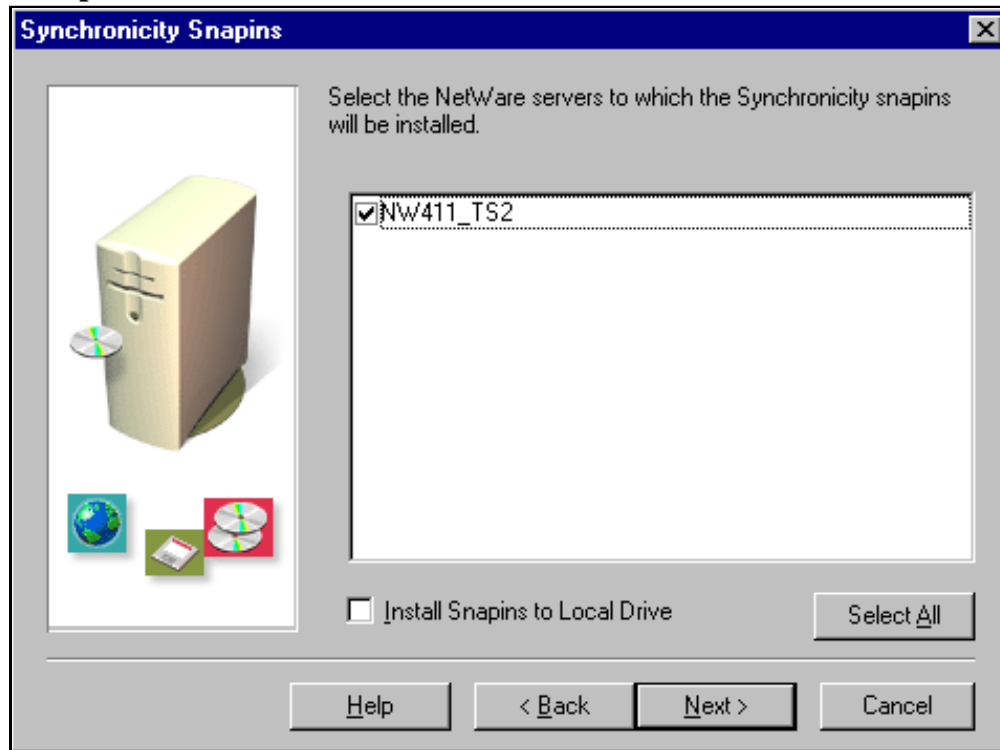 Synchronicity Snapins
Select the NetWare servers to which the Synchronicity snapins
will be installed.
NW411_TS2
Install Snapins to Local Drive
Select All
Help
< Back
Next >
Cancel